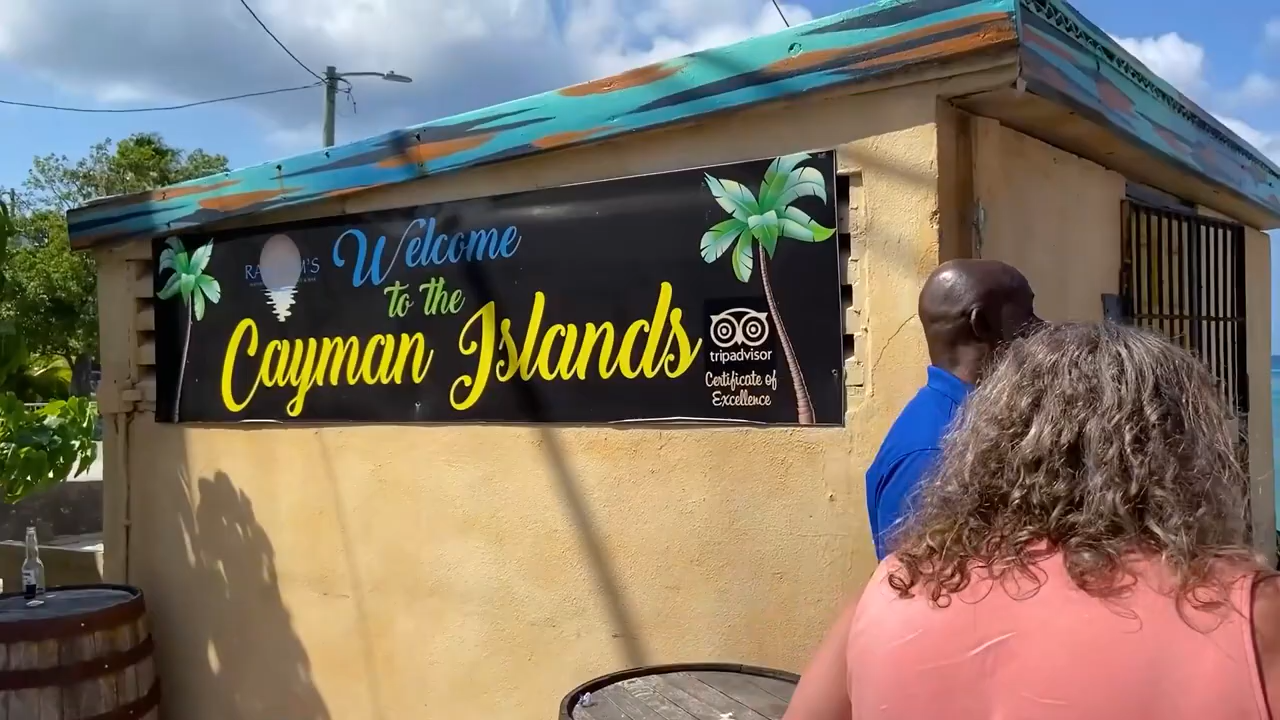 Welcome
to the
Cayman Islands
tripadvisor
Certificate of
Excellence